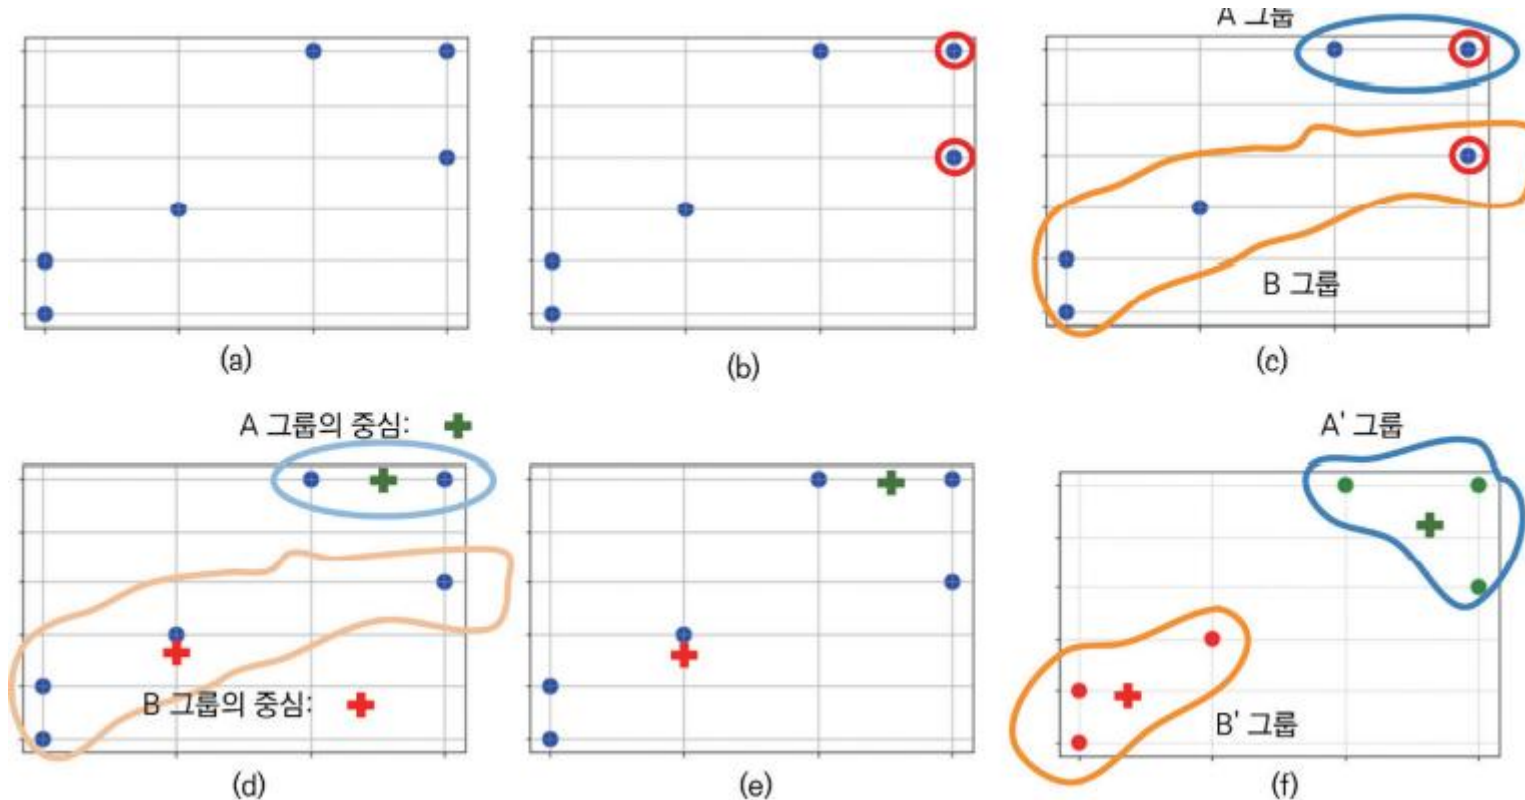 A 그룹
B 그룹
(a)
(b)
(c)
A 그룹의 중심:
B 그룹의 중심:
A' 그룹
B' 그룹
(d)
(e)
(f)